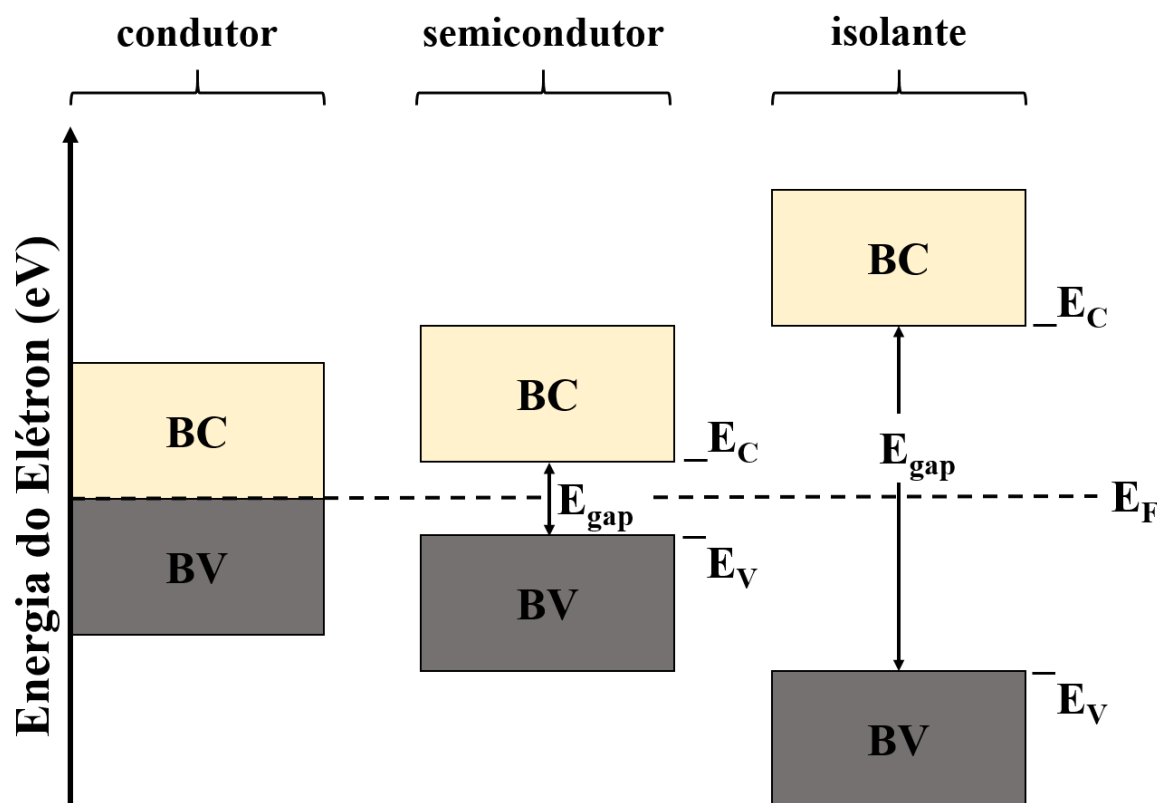 condutor
semicondutor
isolante
Energia do Elétron (eV)
BC
BV
BC
E_C
E_gap
E_V
BV
BC
E_C
E_gap
E_F
E_V
BV